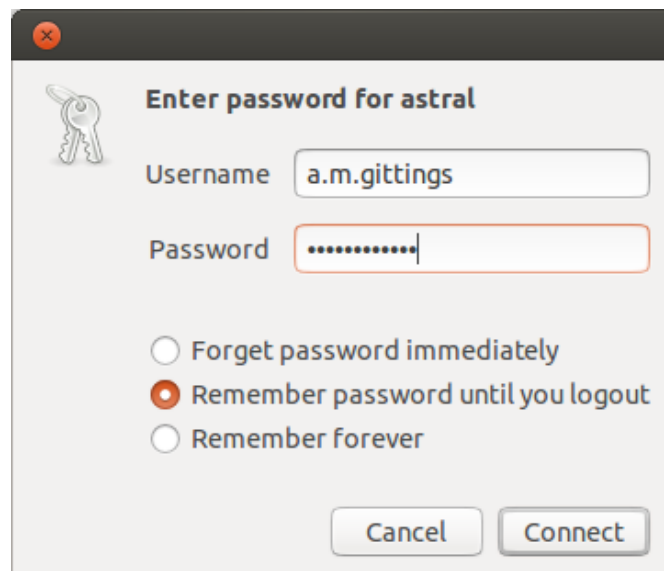 Enter password for astral
Username a.m.gittings
Password ••••••••••••
Forget password immediately
Remember password until you logout
Remember forever
Cancel Connect